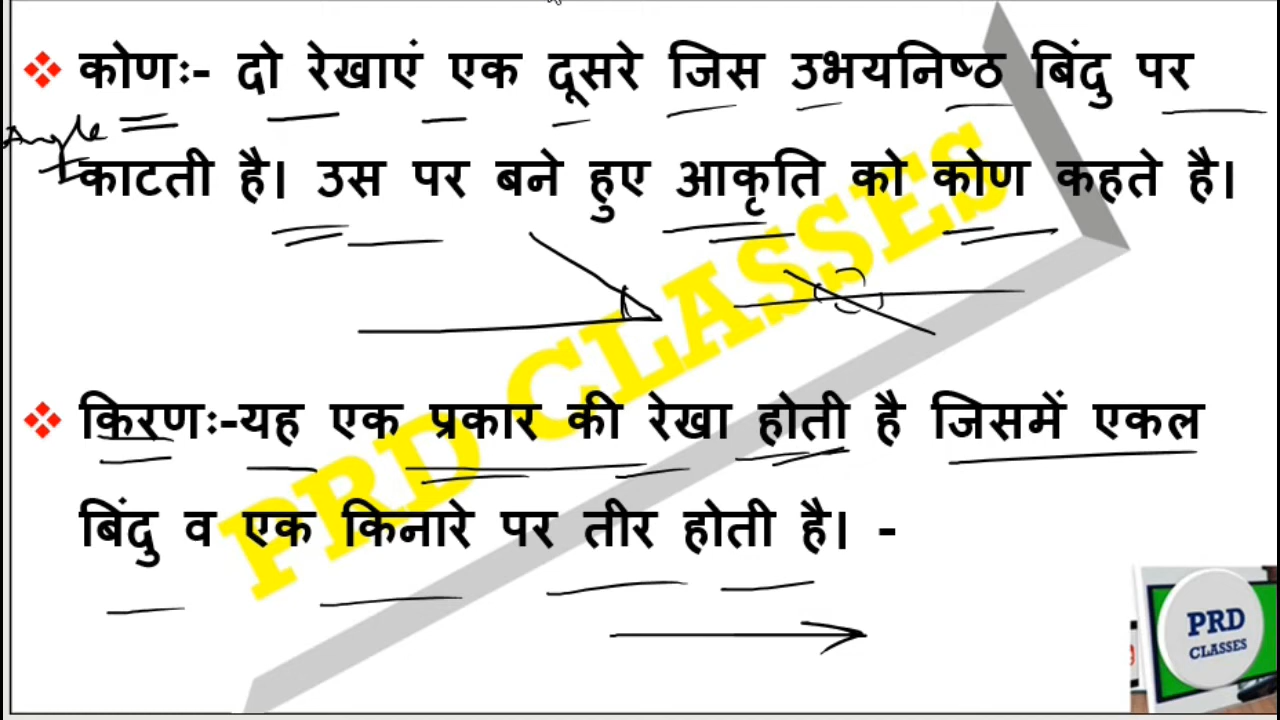 कोणः- दो रेखाएं एक दूसरे जिस उभयनिष्ठ बिंदु पर
Angle
काटती है। उस पर बने हुए आकृति को कोण कहते है।
PRD CLASSES
किरणः-यह एक प्रकार की रेखा होती है जिसमें एकल
बिंदु व एक किनारे पर तीर होती है। -
PRD
CLASSES